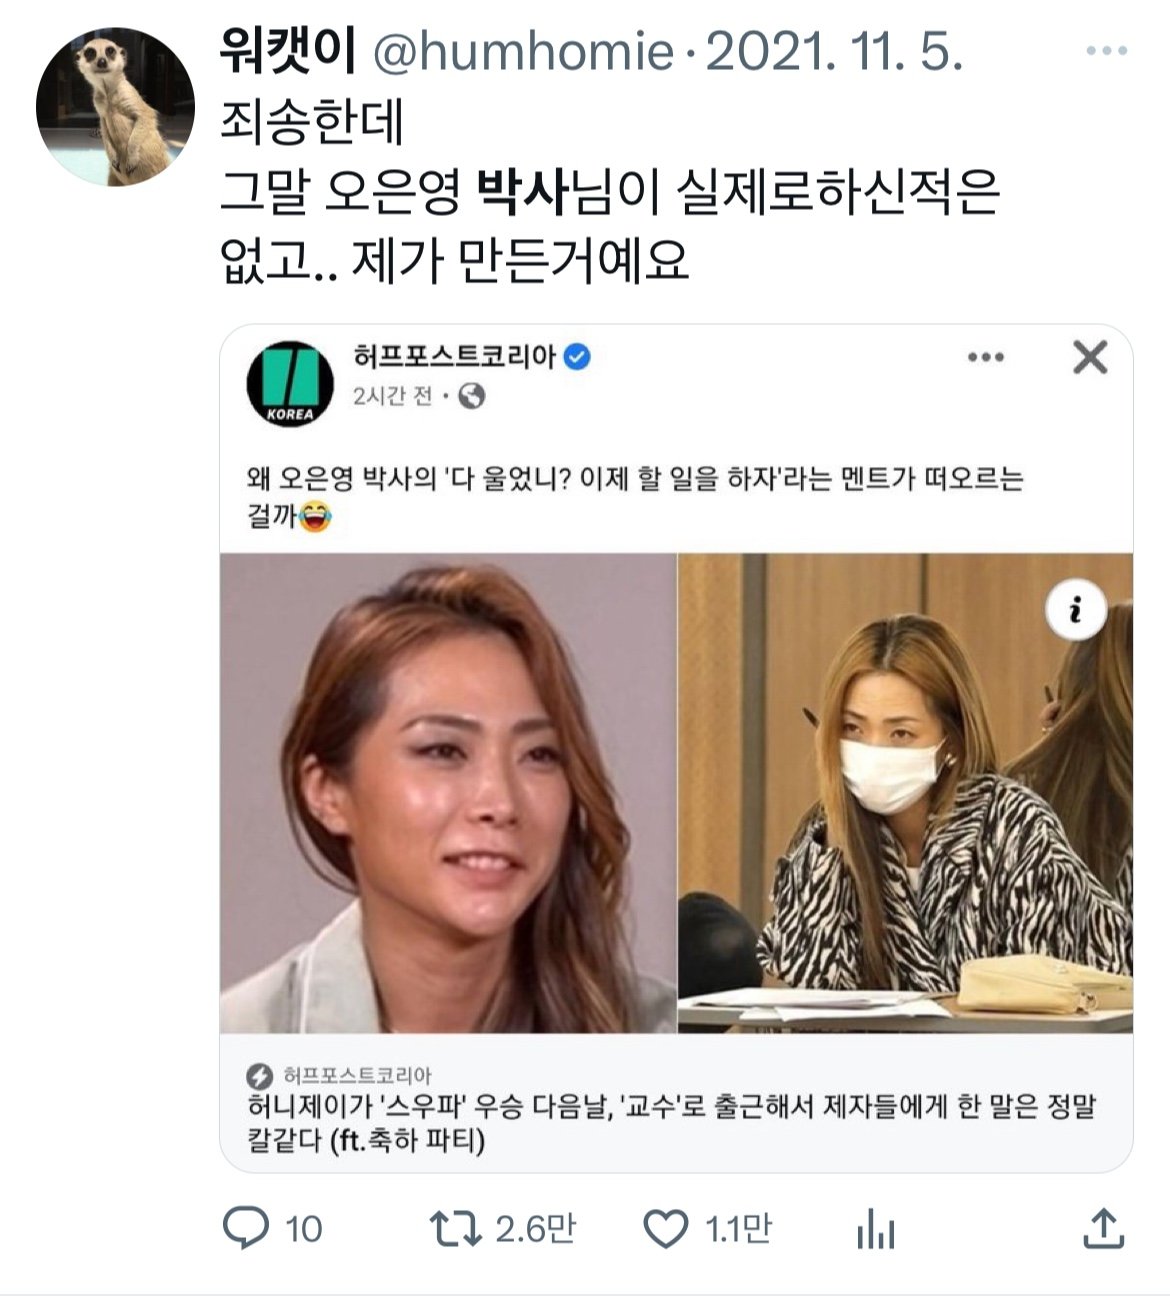 워캣이 @humhomie · 2021. 11. 5.
죄송한데
그말 오은영 박사님이 실제로하신적은
없고.. 제가 만든거예요
허프포스트코리아
2시간 전 ·
KOREA
왜 오은영 박사의 '다 울었니? 이제 할 일을 하자'라는 멘트가 떠오르는
걸까😂
i
허프포스트코리아
허니제이가 '스우파' 우승 다음날, '교수'로 출근해서 제자들에게 한 말은 정말
칼같다 (ft.축하 파티)
10 2.6만 1.1만